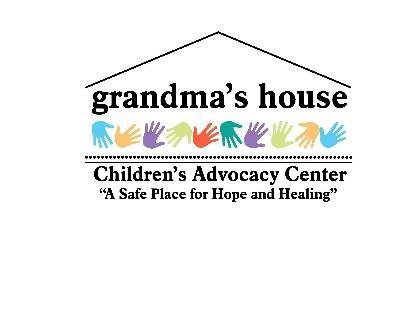 grandma's house
Children's Advocacy Center
“A Safe Place for Hope and Healing”